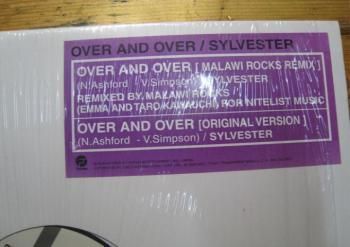 OVER AND OVER / SYLVESTER
OVER AND OVER [ MALAWI ROCKS REMIX ]
(N.Ashford - V.Simpson) / SYLVESTER
REMIXED BY MALAWI ROCKS
(EMMA AND TARO KAWAUCHI) FOR NITELIST MUSIC
OVER AND OVER [ORIGINAL VERSION ]
(N.Ashford - V.Simpson) / SYLVESTER